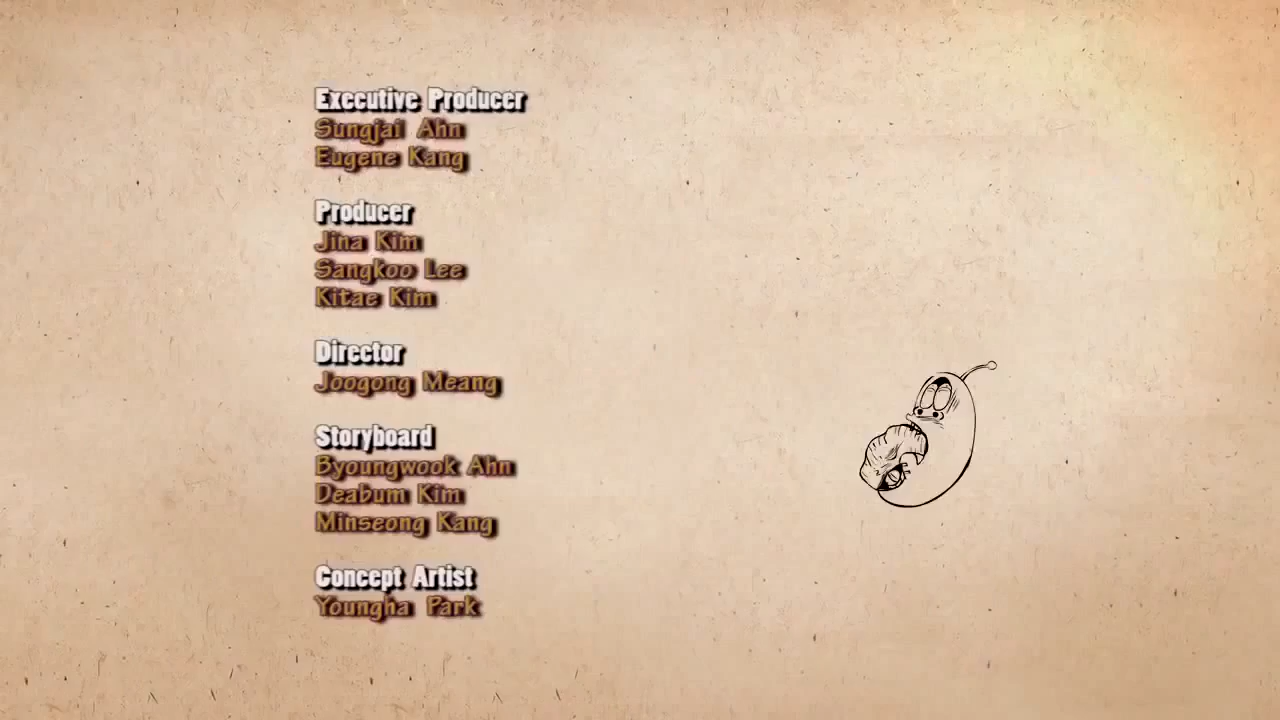 Executive Producer
Sungjai Ahn
Eugene Kang
Producer
Jina Kim
Sangkoo Lee
Kitae Kim
Director
Joogong Meang
Storyboard
Byoungwook Ahn
Deabum Kim
Minseong Kang
Concept Artist
Youngha Park